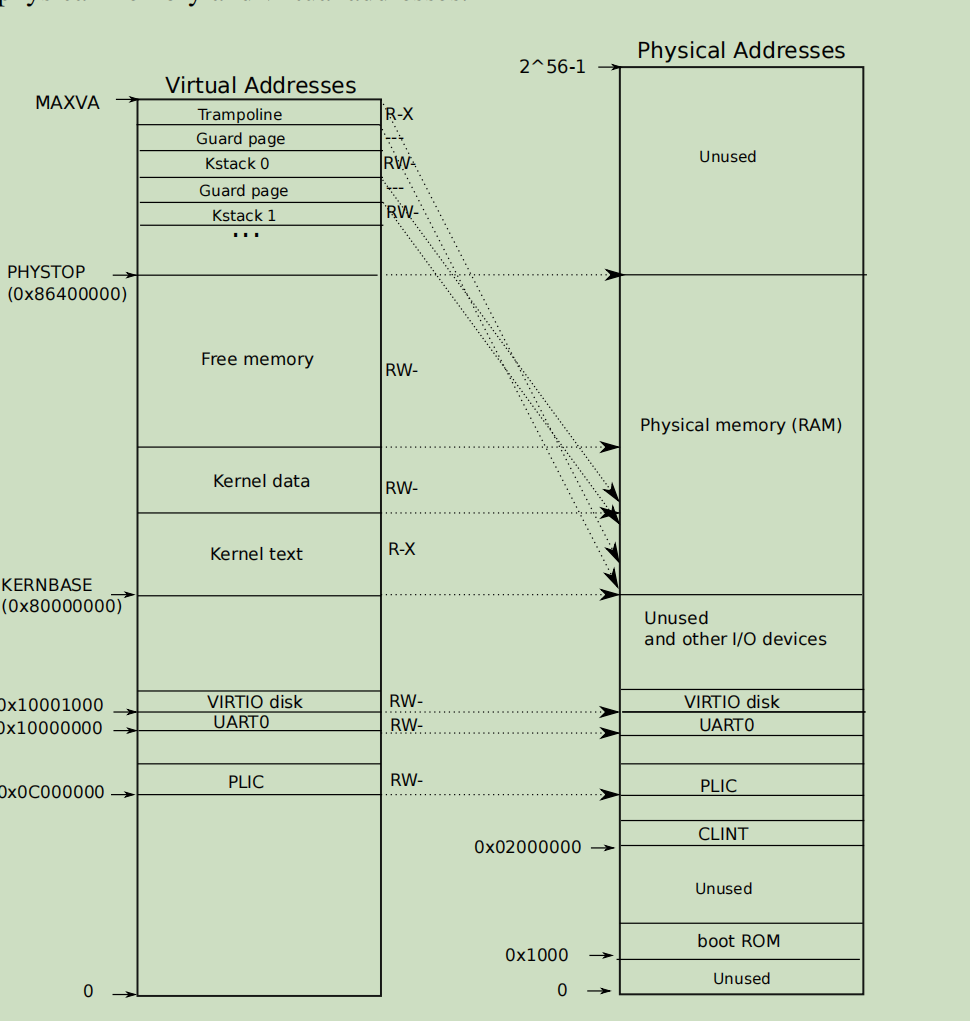 Physical Addresses
2^56-1
Virtual Addresses
MAXVA
Trampoline
R-X
Guard page
---
Unused
Kstack 0
RW-
Guard page
---
Kstack 1
RW-
...
PHYSTOP
(0x86400000)
Free memory
RW-
Physical memory (RAM)
Kernel data
RW-
Kernel text
R-X
KERNBASE
(0x80000000)
Unused
and other I/O devices
0x10001000
VIRTIO disk
RW-
VIRTIO disk
0x10000000
UART0
RW-
UART0
0x0C000000
PLIC
RW-
PLIC
CLINT
0x02000000
Unused
boot ROM
0x1000
Unused
0
0